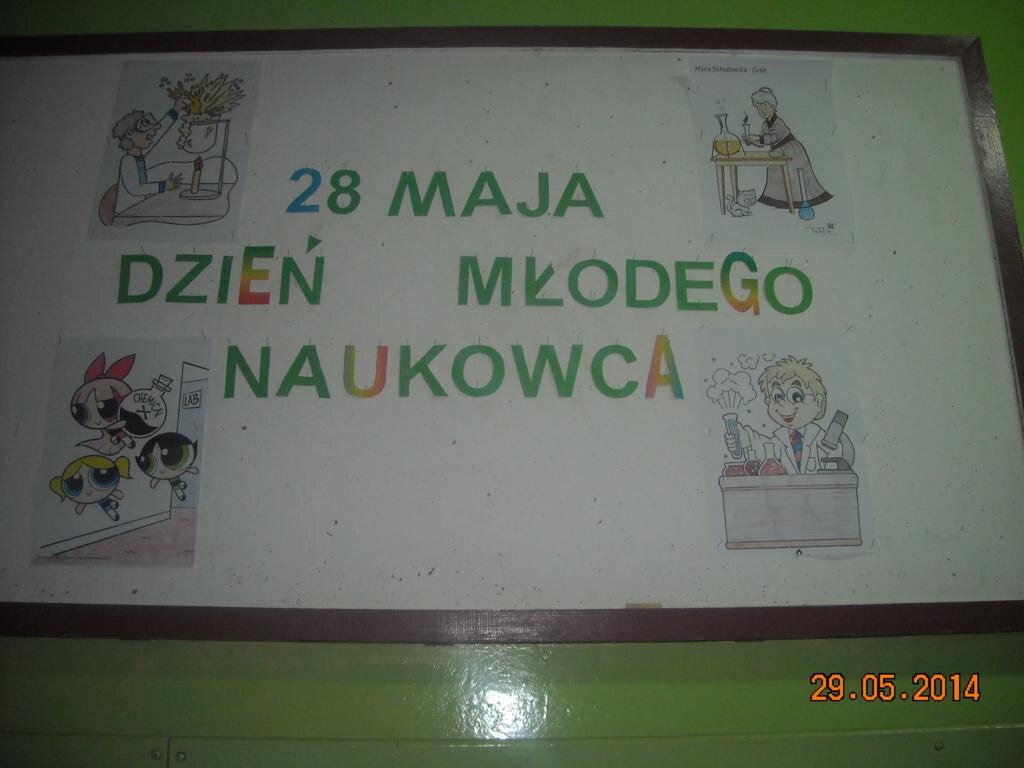 Maria Skłodowska - Curie
28 MAJA
DZIEŃ MŁODEGO
NAUKOWCA
CHEMICAL
X
LAB
29.05.2014